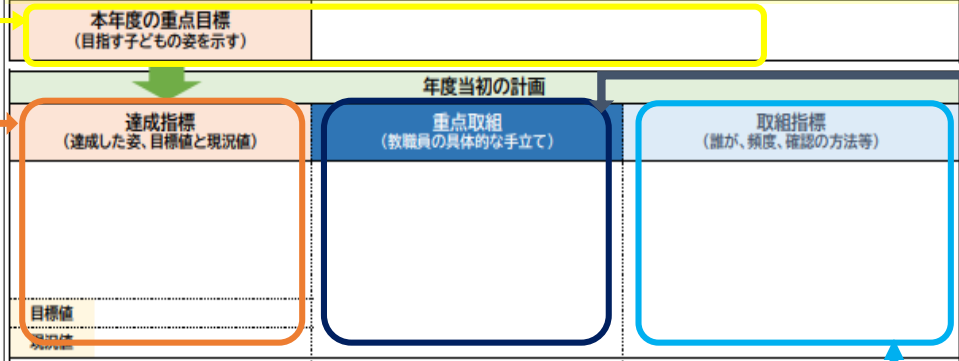 本年度の重点目標
（目指す子どもの姿を示す）
年度当初の計画
達成指標
（達成した姿、目標値と現況値）
重点取組
（教職員の具体的な手立て）
取組指標
（誰が、頻度、確認の方法等）
目標値
現況値